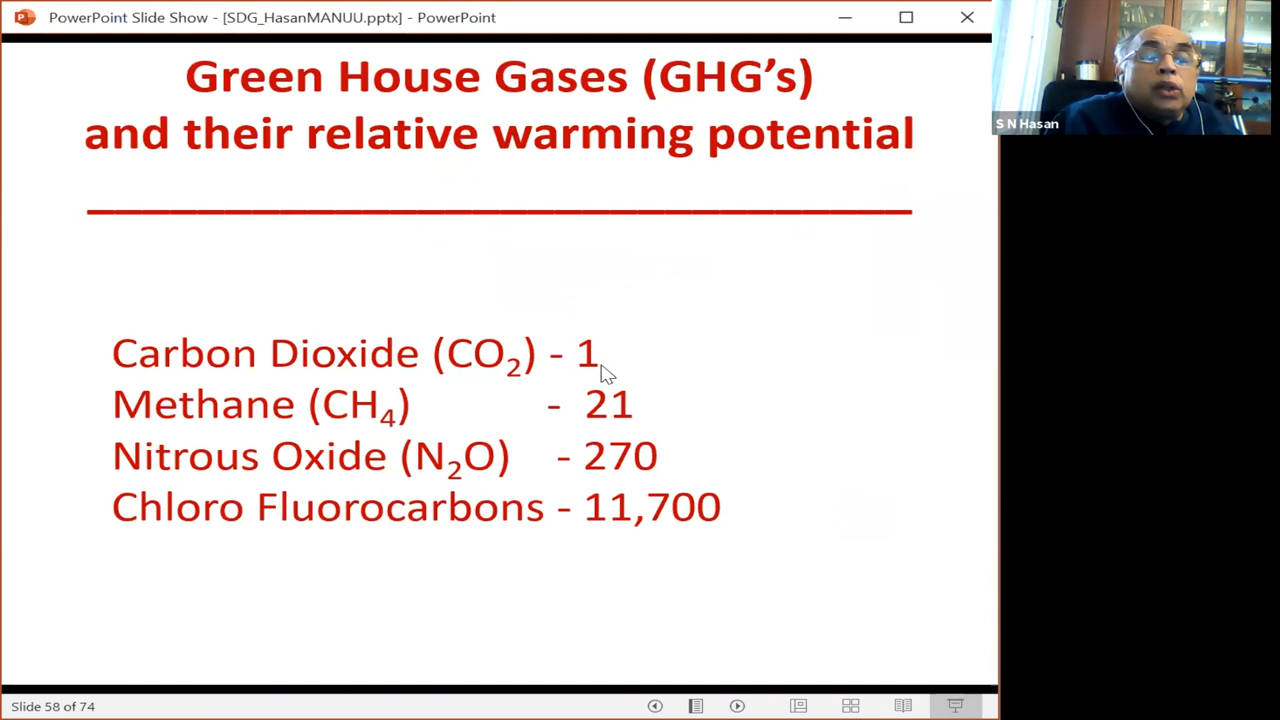 PowerPoint Slide Show - [SDG_HasanMANUU.pptx] - PowerPoint
Green House Gases (GHG’s)
and their relative warming potential
Carbon Dioxide (CO₂) - 1
Methane (CH₄) - 21
Nitrous Oxide (N₂O) - 270
Chloro Fluorocarbons - 11,700
S N Hasan
Slide 58 of 74